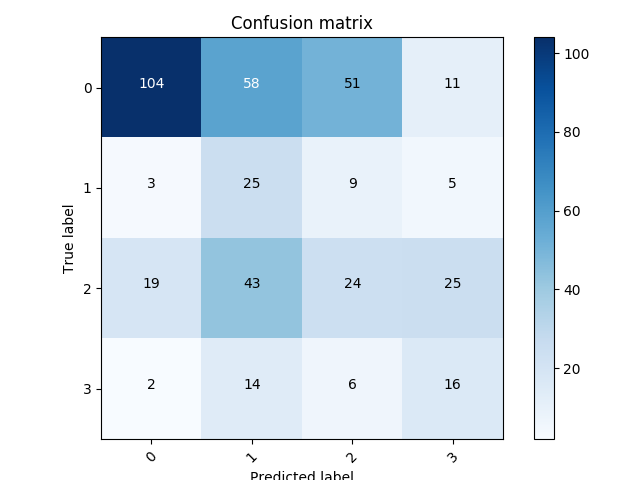 Confusion matrix
0 104 58 51 11
1 3 25 9 5
2 19 43 24 25
3 2 14 6 16
0 1 2 3
True label
Predicted label
100
80
60
40
20